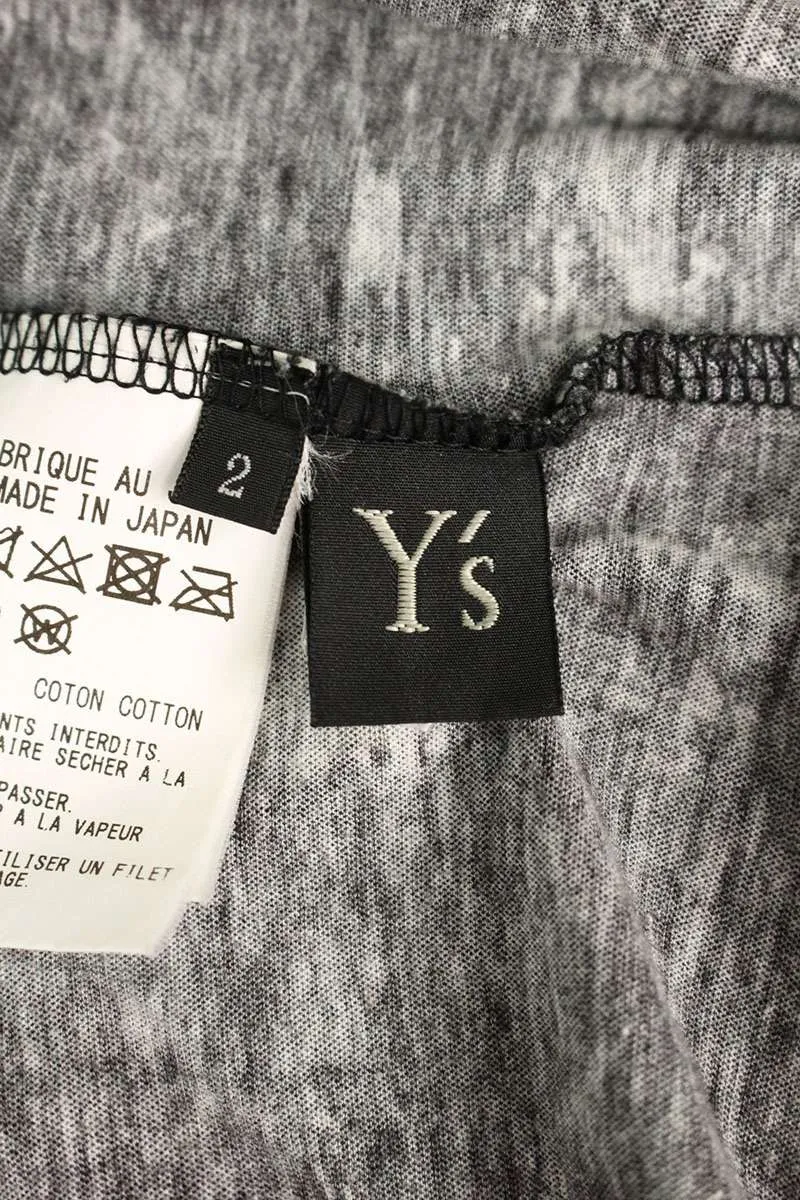 2
Y's
BRIQUE AU
MADE IN JAPAN
W
COTON COTTON
NTS INTERDITS.
AIRE SECHER A LA
PASSER.
A LA VAPEUR
ILISER UN FILET
AGE.